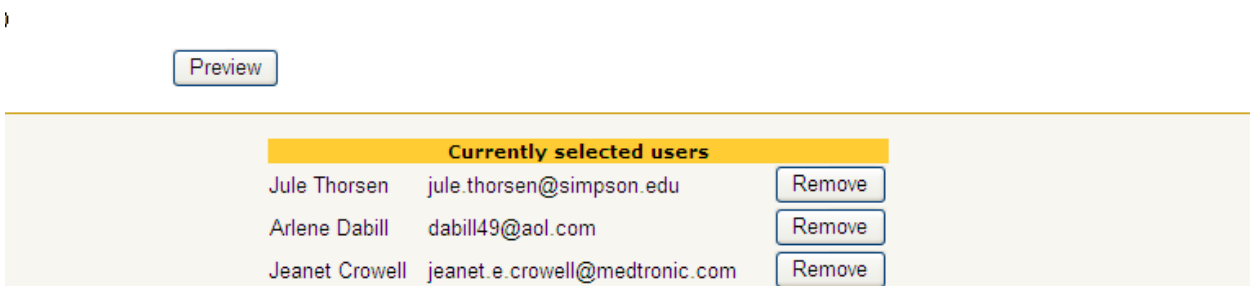 Preview
Currently selected users
Jule Thorsen jule.thorsen@simpson.edu Remove
Arlene Dabill dabill49@aol.com Remove
Jeanet Crowell jeanet.e.crowell@medtronic.com Remove